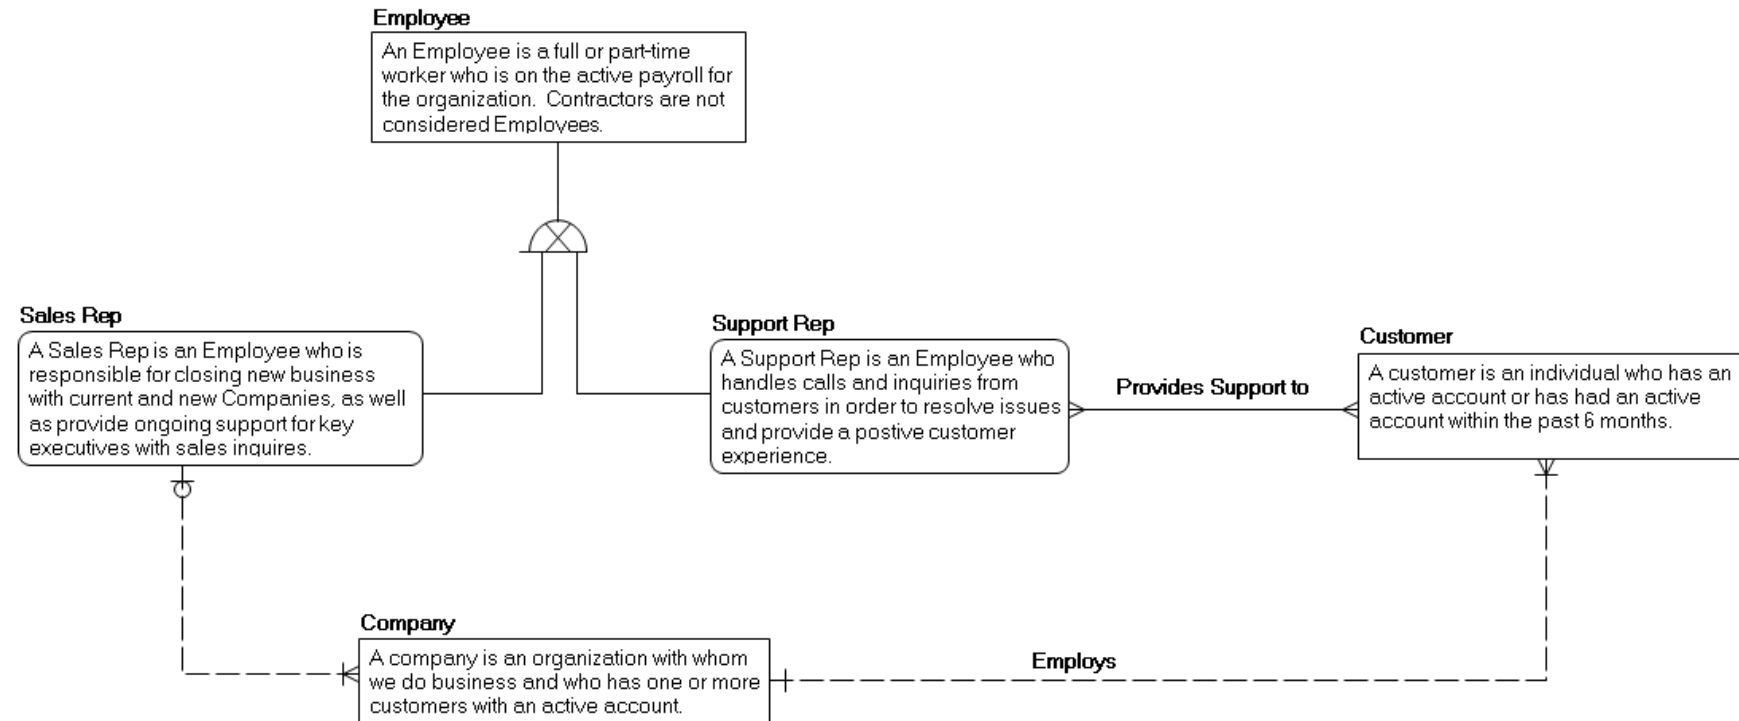 Employee
An Employee is a full or part-time
worker who is on the active payroll for
the organization.  Contractors are not
considered Employees.
Sales Rep
A Sales Rep is an Employee who is
responsible for closing new business
with current and new Companies, as well
as provide ongoing support for key
executives with sales inquires.
Support Rep
A Support Rep is an Employee who
handles calls and inquiries from
customers in order to resolve issues
and provide a postive customer
experience.
Provides Support to
Customer
A customer is an individual who has an
active account or has had an active
account within the past 6 months.
Company
A company is an organization with whom
we do business and who has one or more
customers with an active account.
Employs